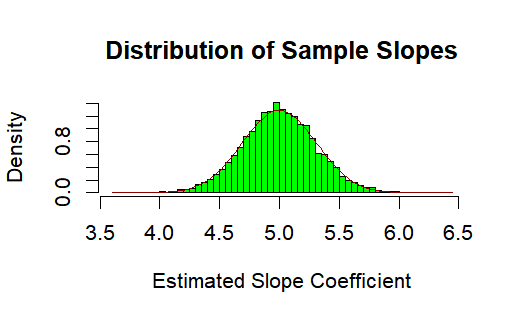 Distribution of Sample Slopes
Density
0.0 0.8
3.5 4.0 4.5 5.0 5.5 6.0 6.5
Estimated Slope Coefficient